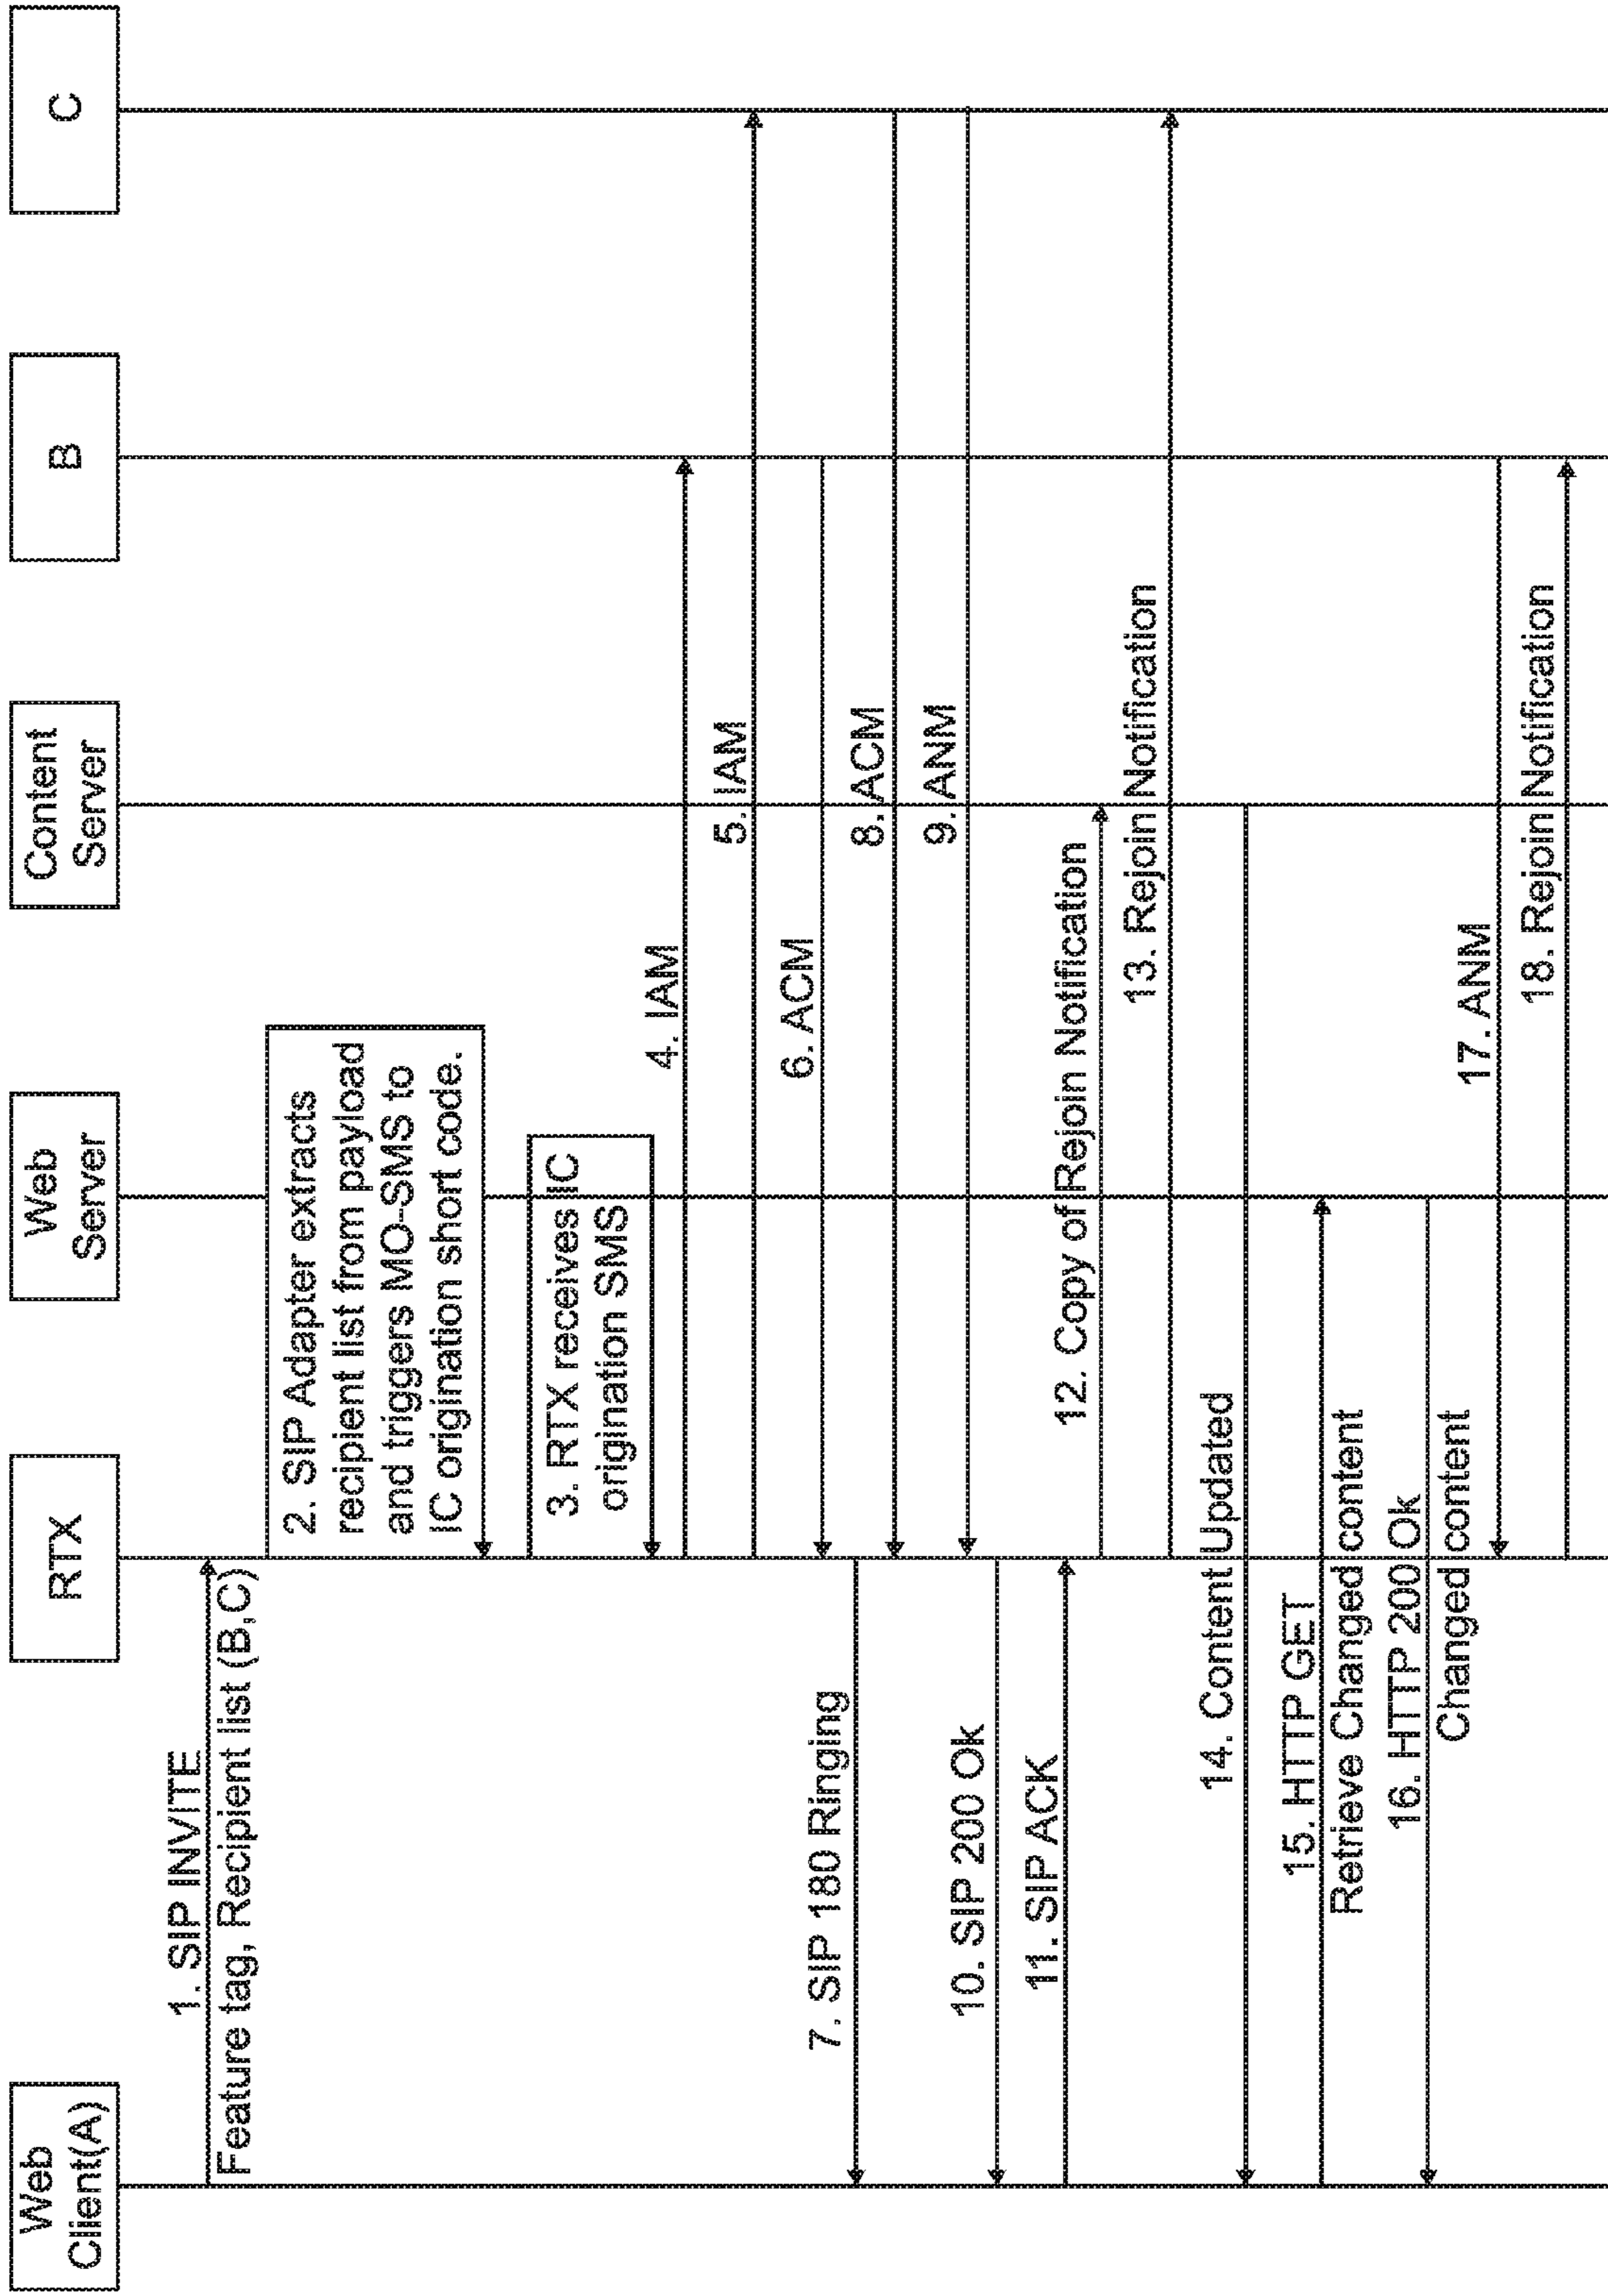 Web
Client(A)
RTX
Web
Server
Content
Server
B
C
1. SIP INVITE
Feature tag, Recipient list (B,C)
2. SIP Adapter extracts
recipient list from payload
and triggers MO-SMS to
IC origination short code.
3. RTX receives IC
origination SMS
4. IAM
5. IAM
6. ACM
7. SIP 180 Ringing
8. ACM
9. ANM
10. SIP 200 Ok
11. SIP ACK
12. Copy of Rejoin Notification
13. Rejoin Notification
14. Content Updated
15. HTTP GET
Retrieve Changed content
16. HTTP 200 Ok
Changed content
17. ANM
18. Rejoin Notification